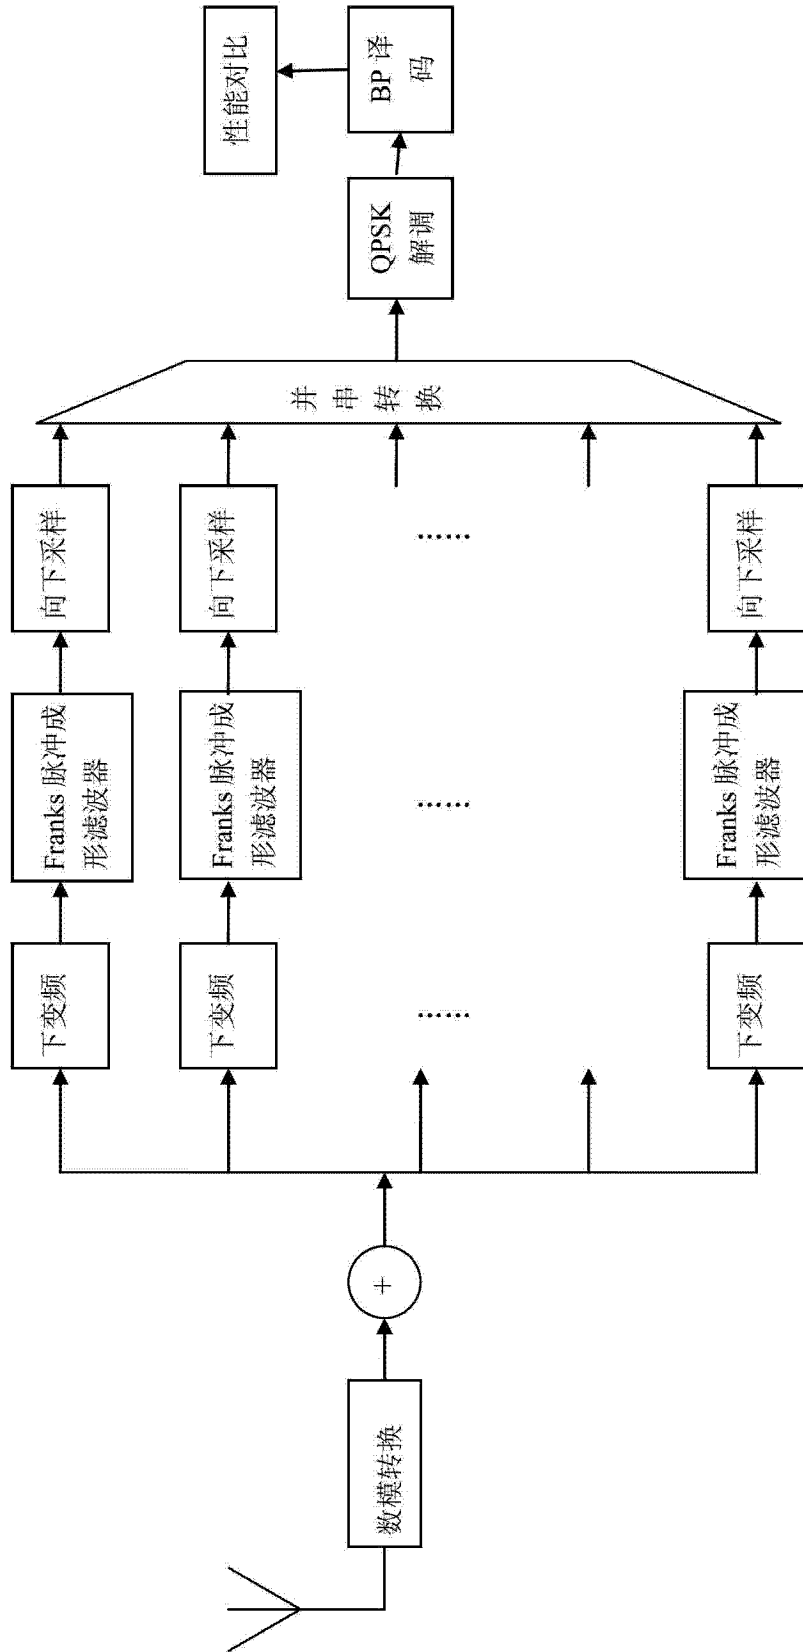 数模转换
+
下变频
Franks 脉冲成
形滤波器
向下采样
下变频
Franks 脉冲成
形滤波器
向下采样
……
……
……
下变频
Franks 脉冲成
形滤波器
向下采样
并串转换
QPSK
解调
BP 译
码
性能对比